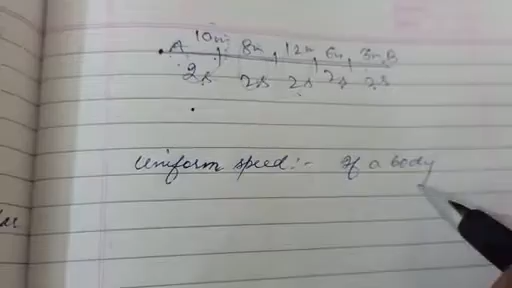 A 10m 8m 12m 6m 3m B
2s 2s 2s 2s 2s
Uniform speed:- If a body